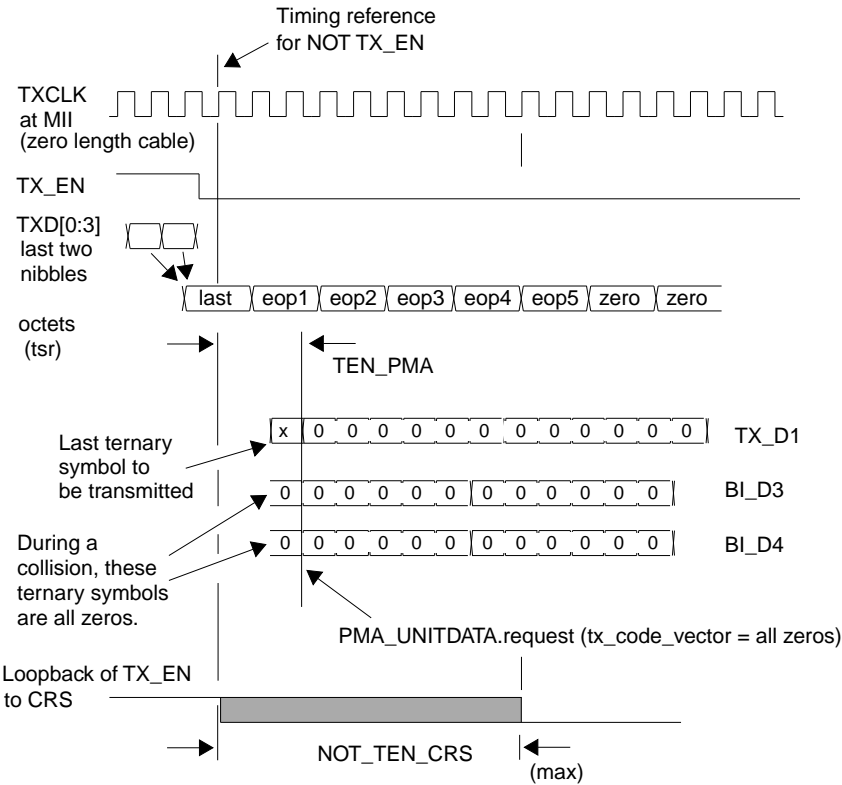 Timing reference
for NOT TX_EN
TXCLK
at MII
(zero length cable)
TX_EN
TXD[0:3]
last two
nibbles
last eop1 eop2 eop3 eop4 eop5 zero zero
octets
(tsr)
TEN_PMA
x 0 0 0 0 0 0 0 0 0 0 0 0 TX_D1
Last ternary
symbol to
be transmitted
0 0 0 0 0 0 0 0 0 0 0 0 BI_D3
0 0 0 0 0 0 0 0 0 0 0 0 BI_D4
During a
collision, these
ternary symbols
are all zeros.
PMA_UNITDATA.request (tx_code_vector = all zeros)
Loopback of TX_EN
to CRS
NOT_TEN_CRS
(max)